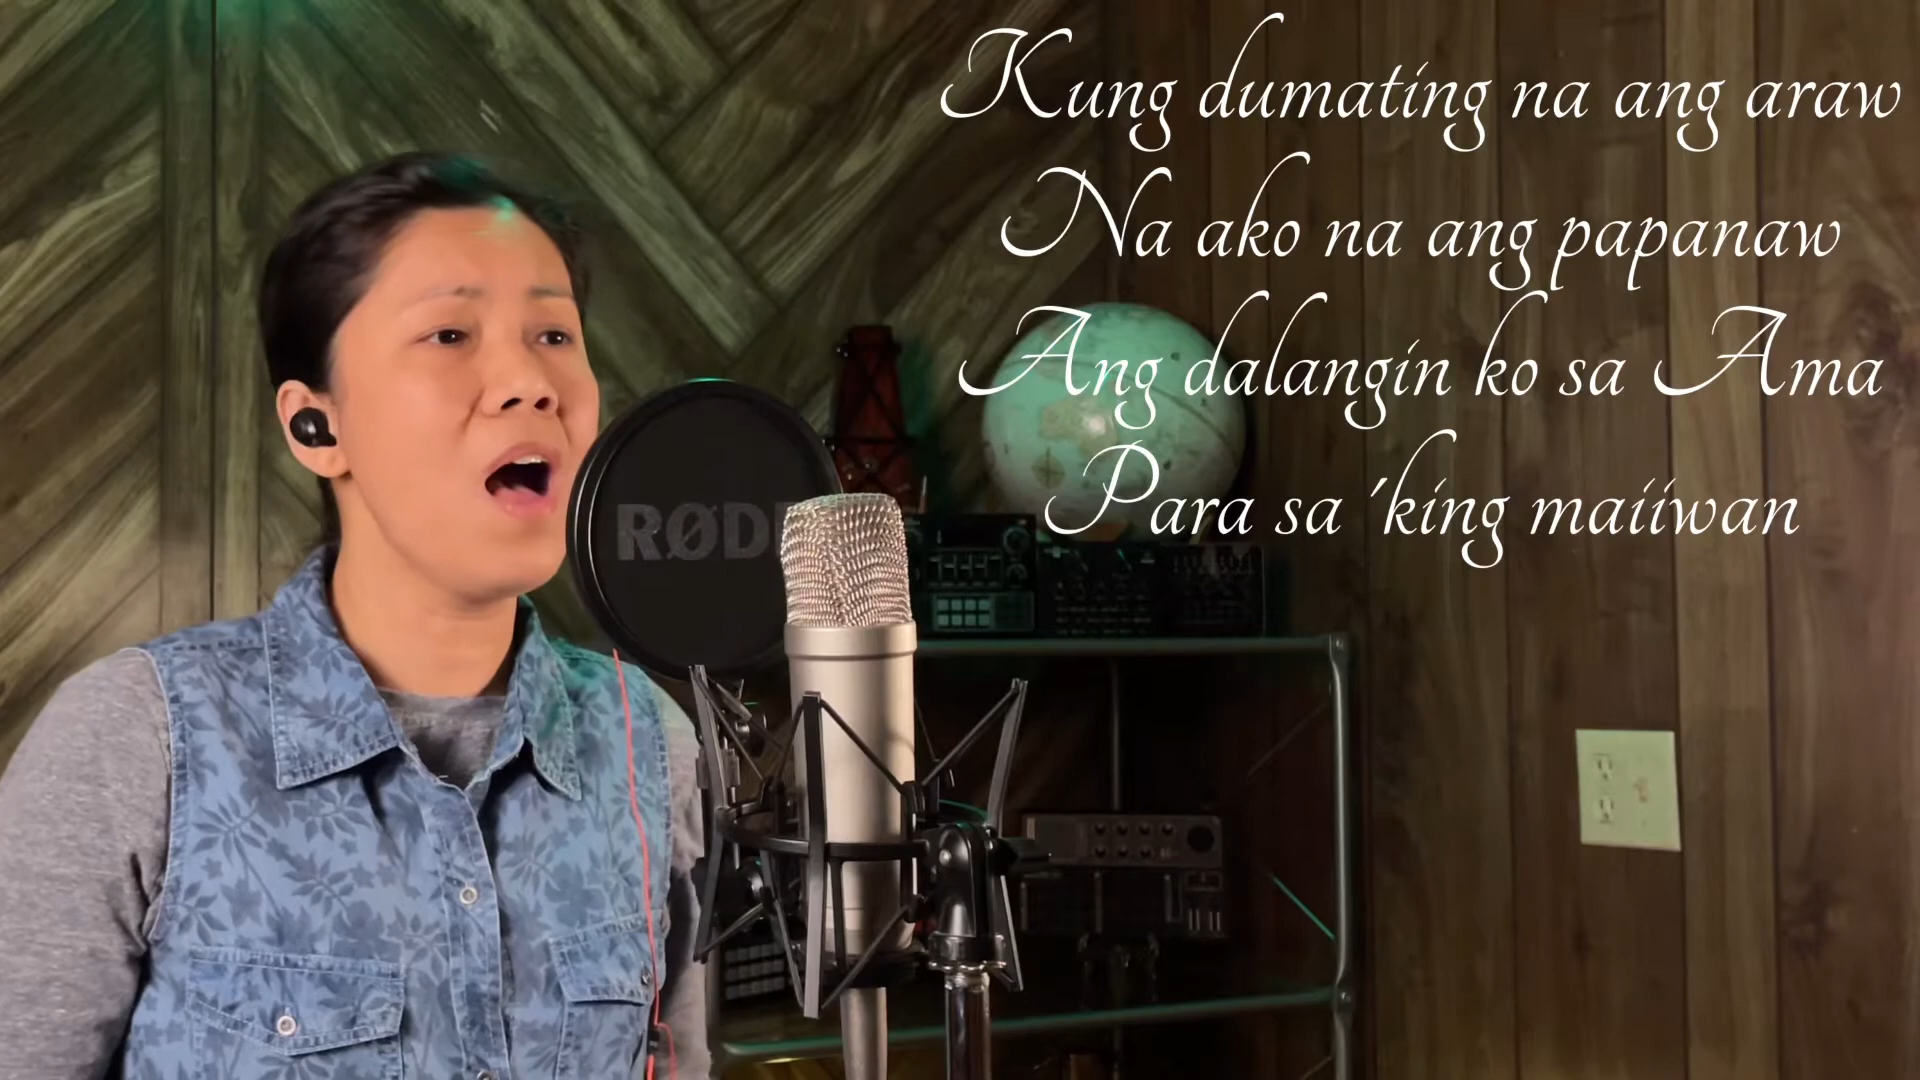 Kung dumating na ang araw
Na ako na ang papanaw
Ang dalangin ko sa Ama
Para sa 'king maiiwan
RØDE